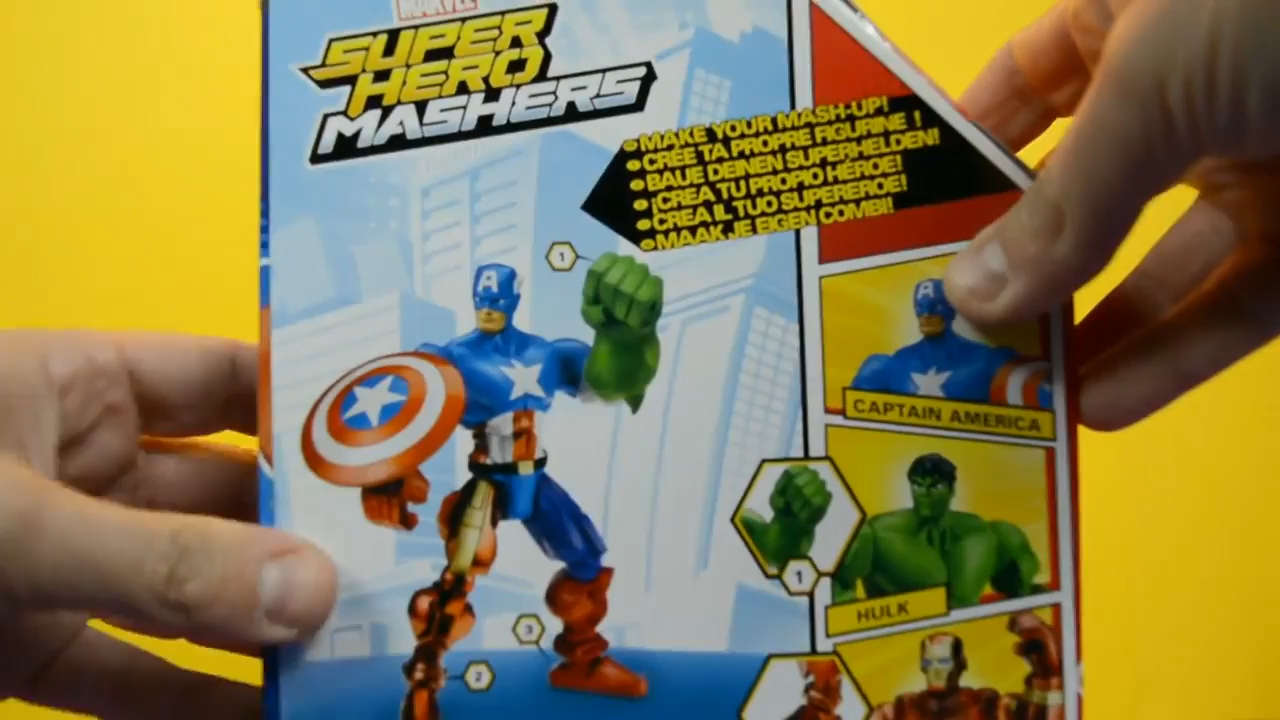 MARVEL
SUPER
HERO
MASHERS
MAKE YOUR MASH-UP!
CRÉE TA PROPRE FIGURINE !
BAUE DEINEN SUPERHELDEN!
¡CREA TU PROPIO HÉROE!
CREA IL TUO SUPEREROE!
MAAK JE EIGEN COMBI!
1
A
A
CAPTAIN AMERICA
1
HULK
3
2